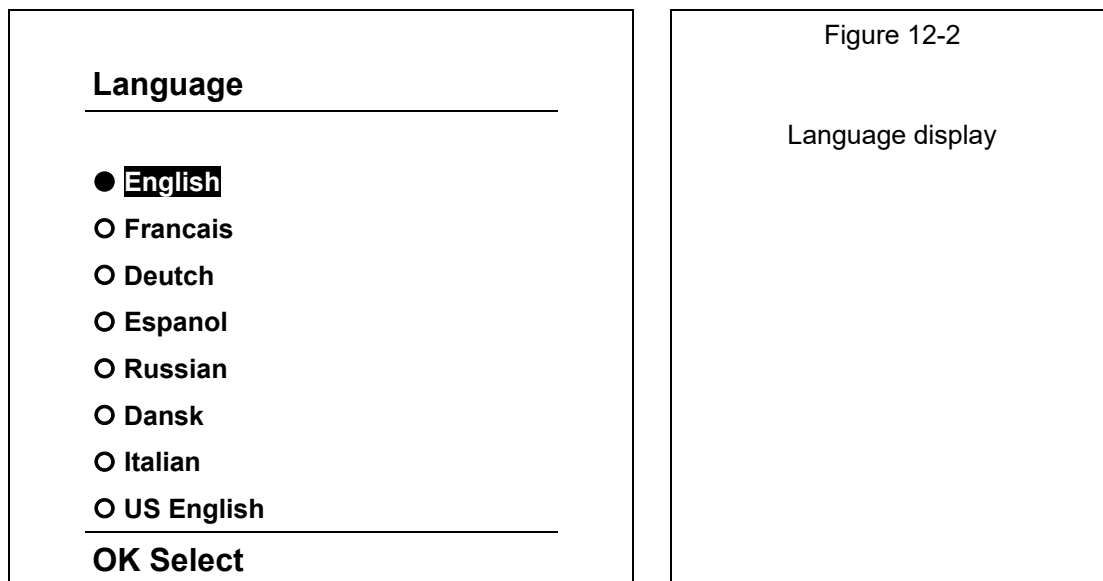 Language
English
Francais
Deutch
Espanol
Russian
Dansk
Italian
US English
OK Select
Figure 12-2
Language display